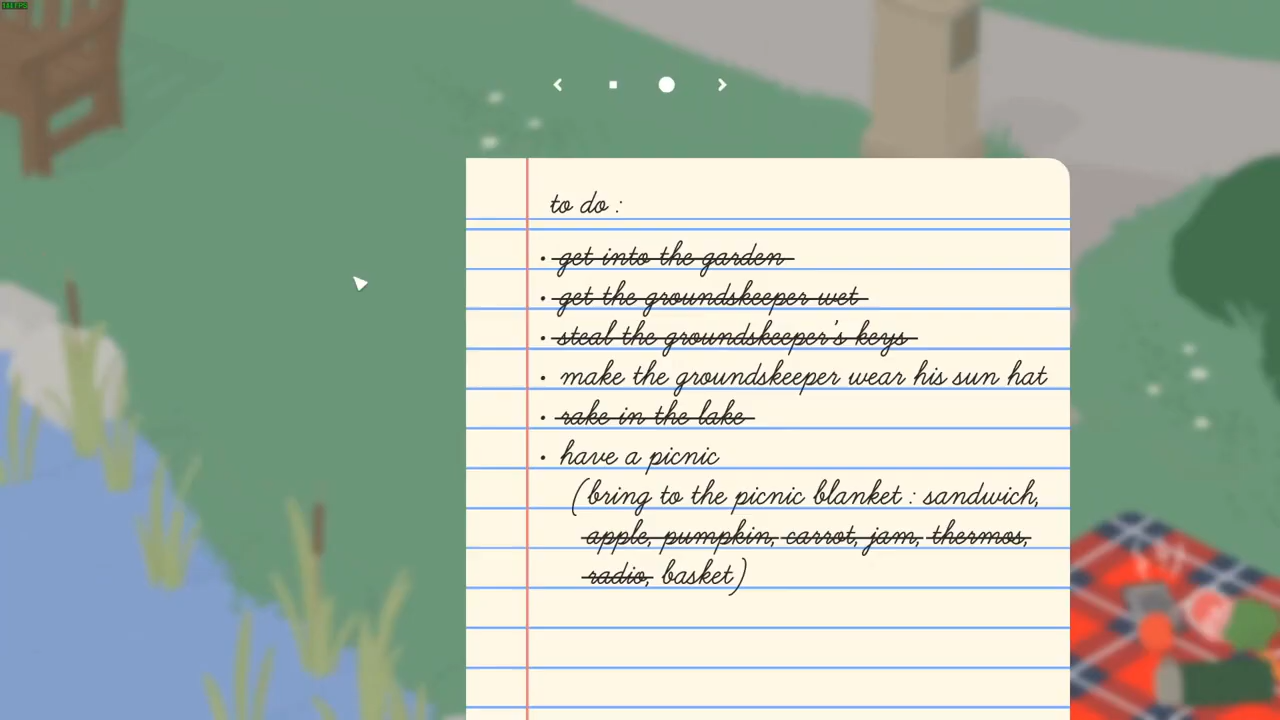 to do :
• get into the garden
• get the groundskeeper wet
• steal the groundskeeper's keys
• make the groundskeeper wear his sun hat
• rake in the lake
• have a picnic
(bring to the picnic blanket : sandwich,
apple, pumpkin, carrot, jam, thermos,
radio, basket)